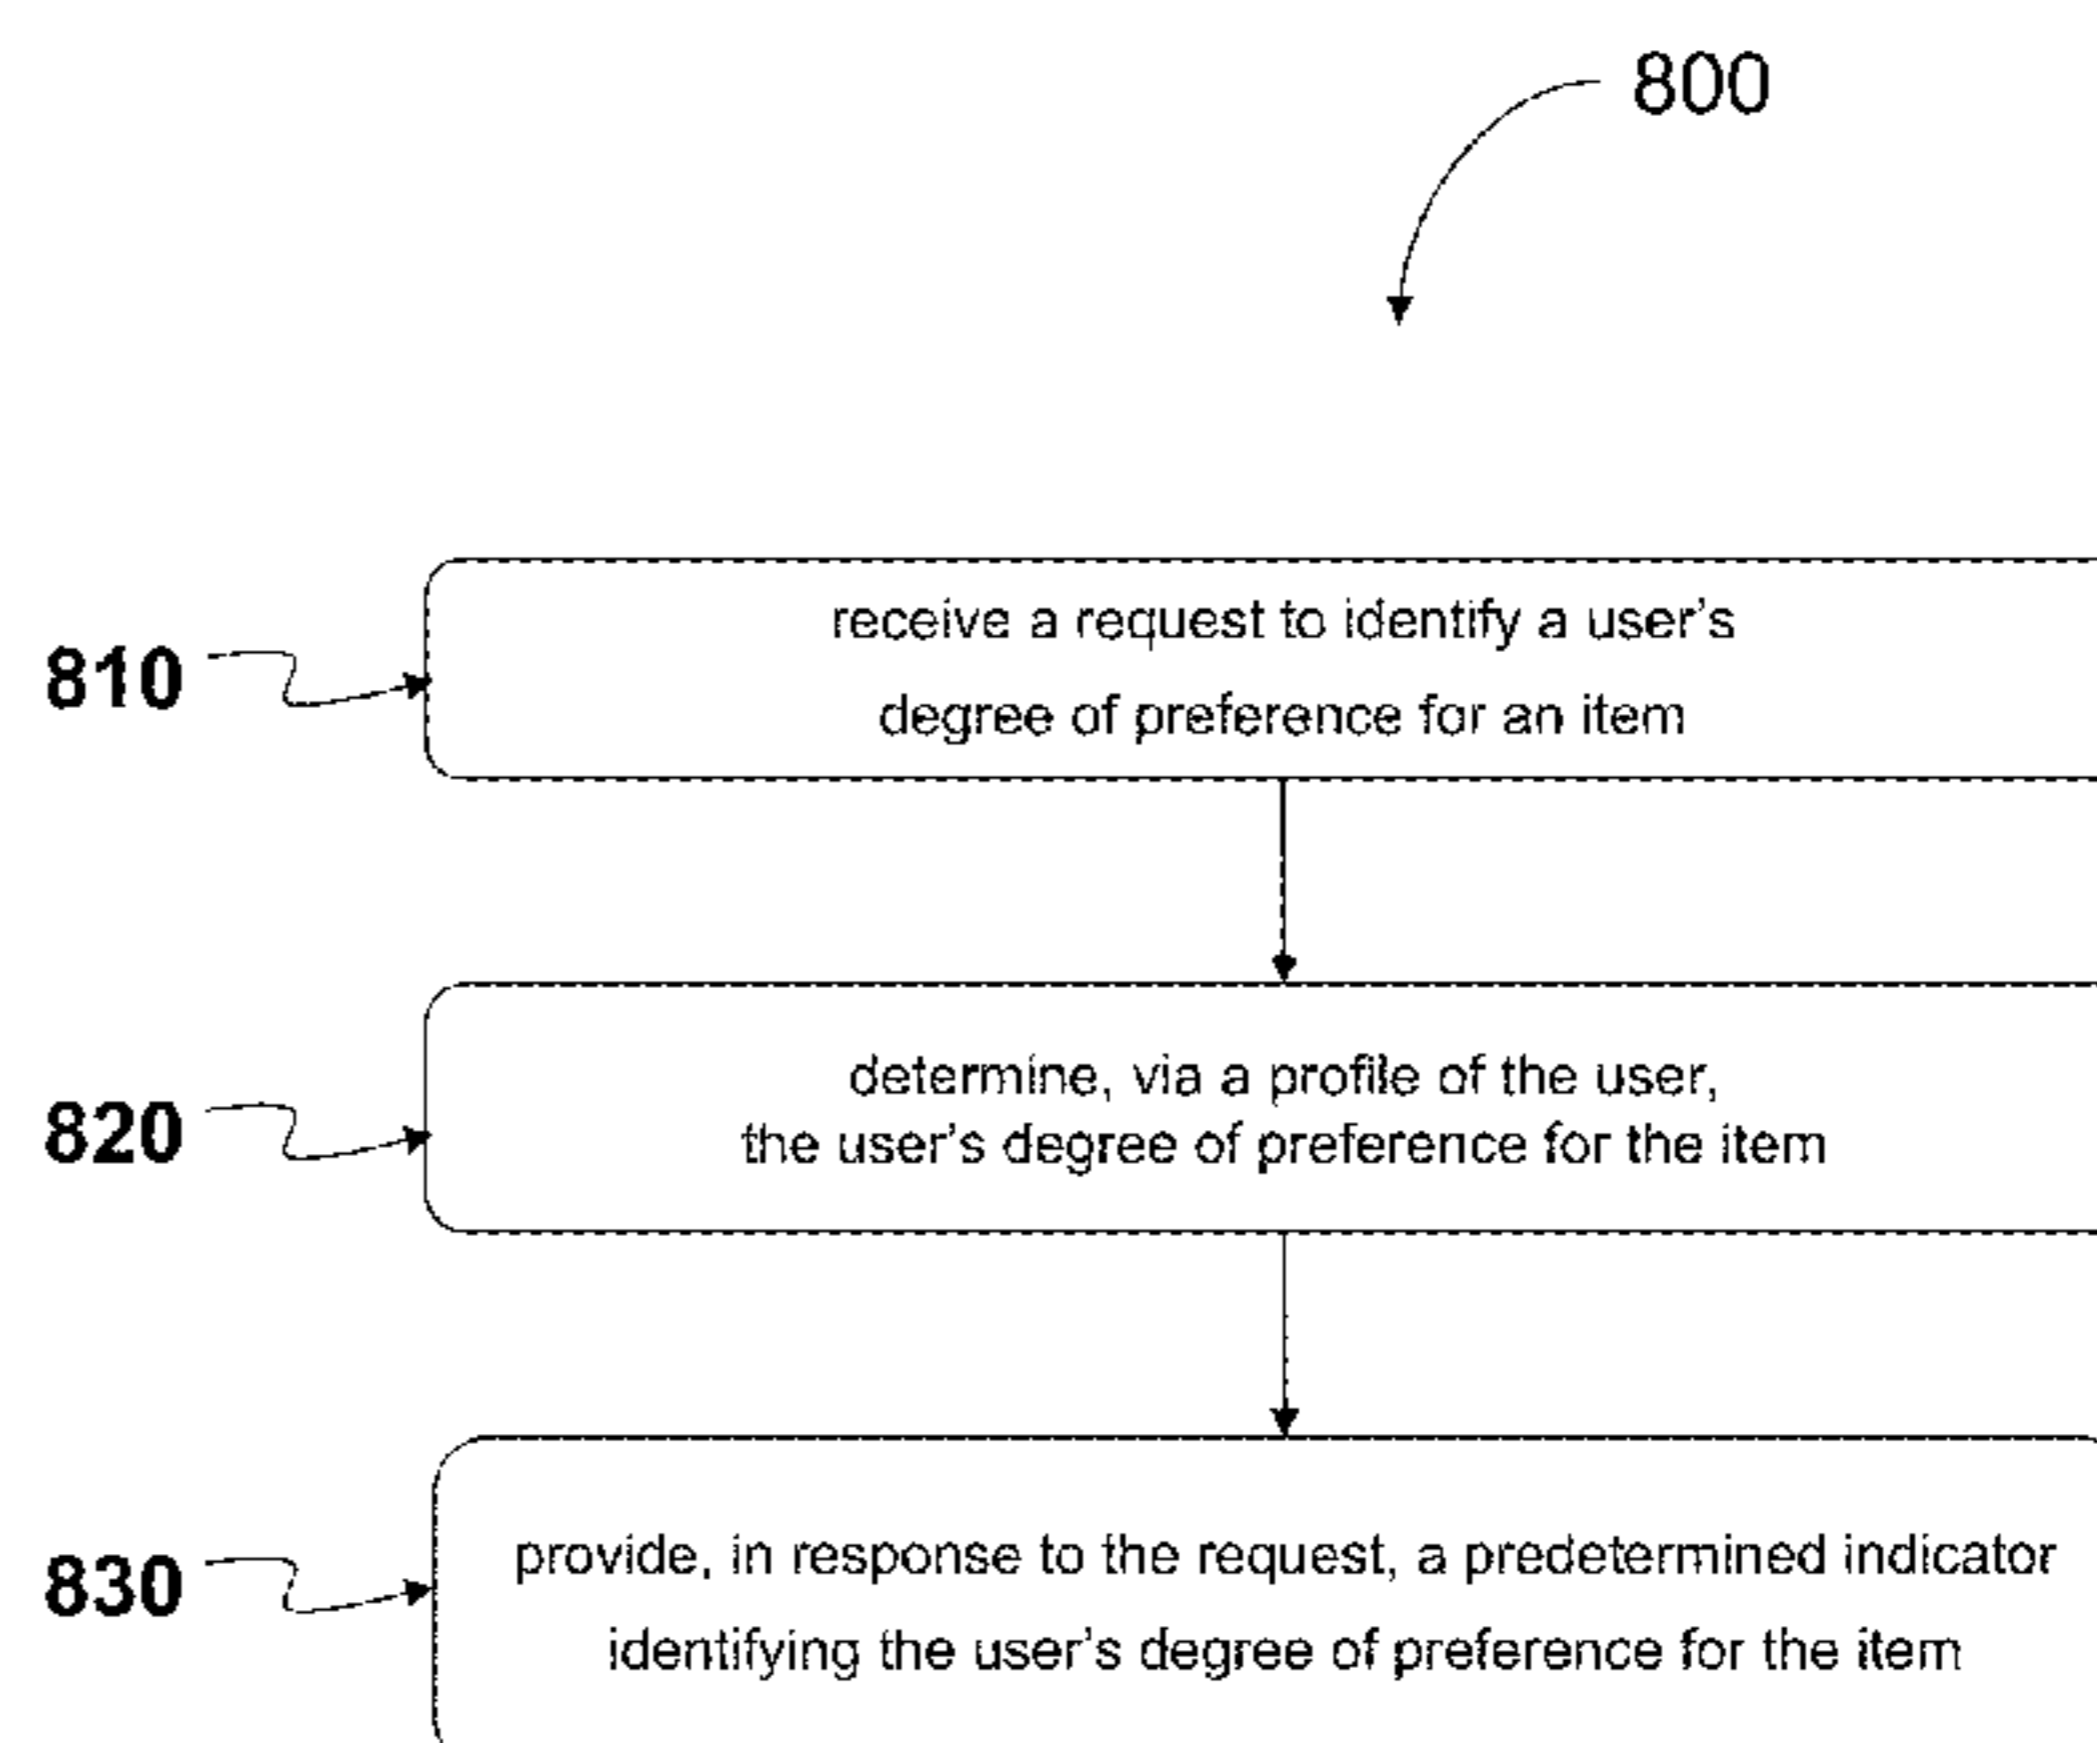 800
810
receive a request to identify a user's
degree of preference for an item
820
determine, via a profile of the user,
the user's degree of preference for the item
830
provide, in response to the request, a predetermined indicator
identifying the user's degree of preference for the item